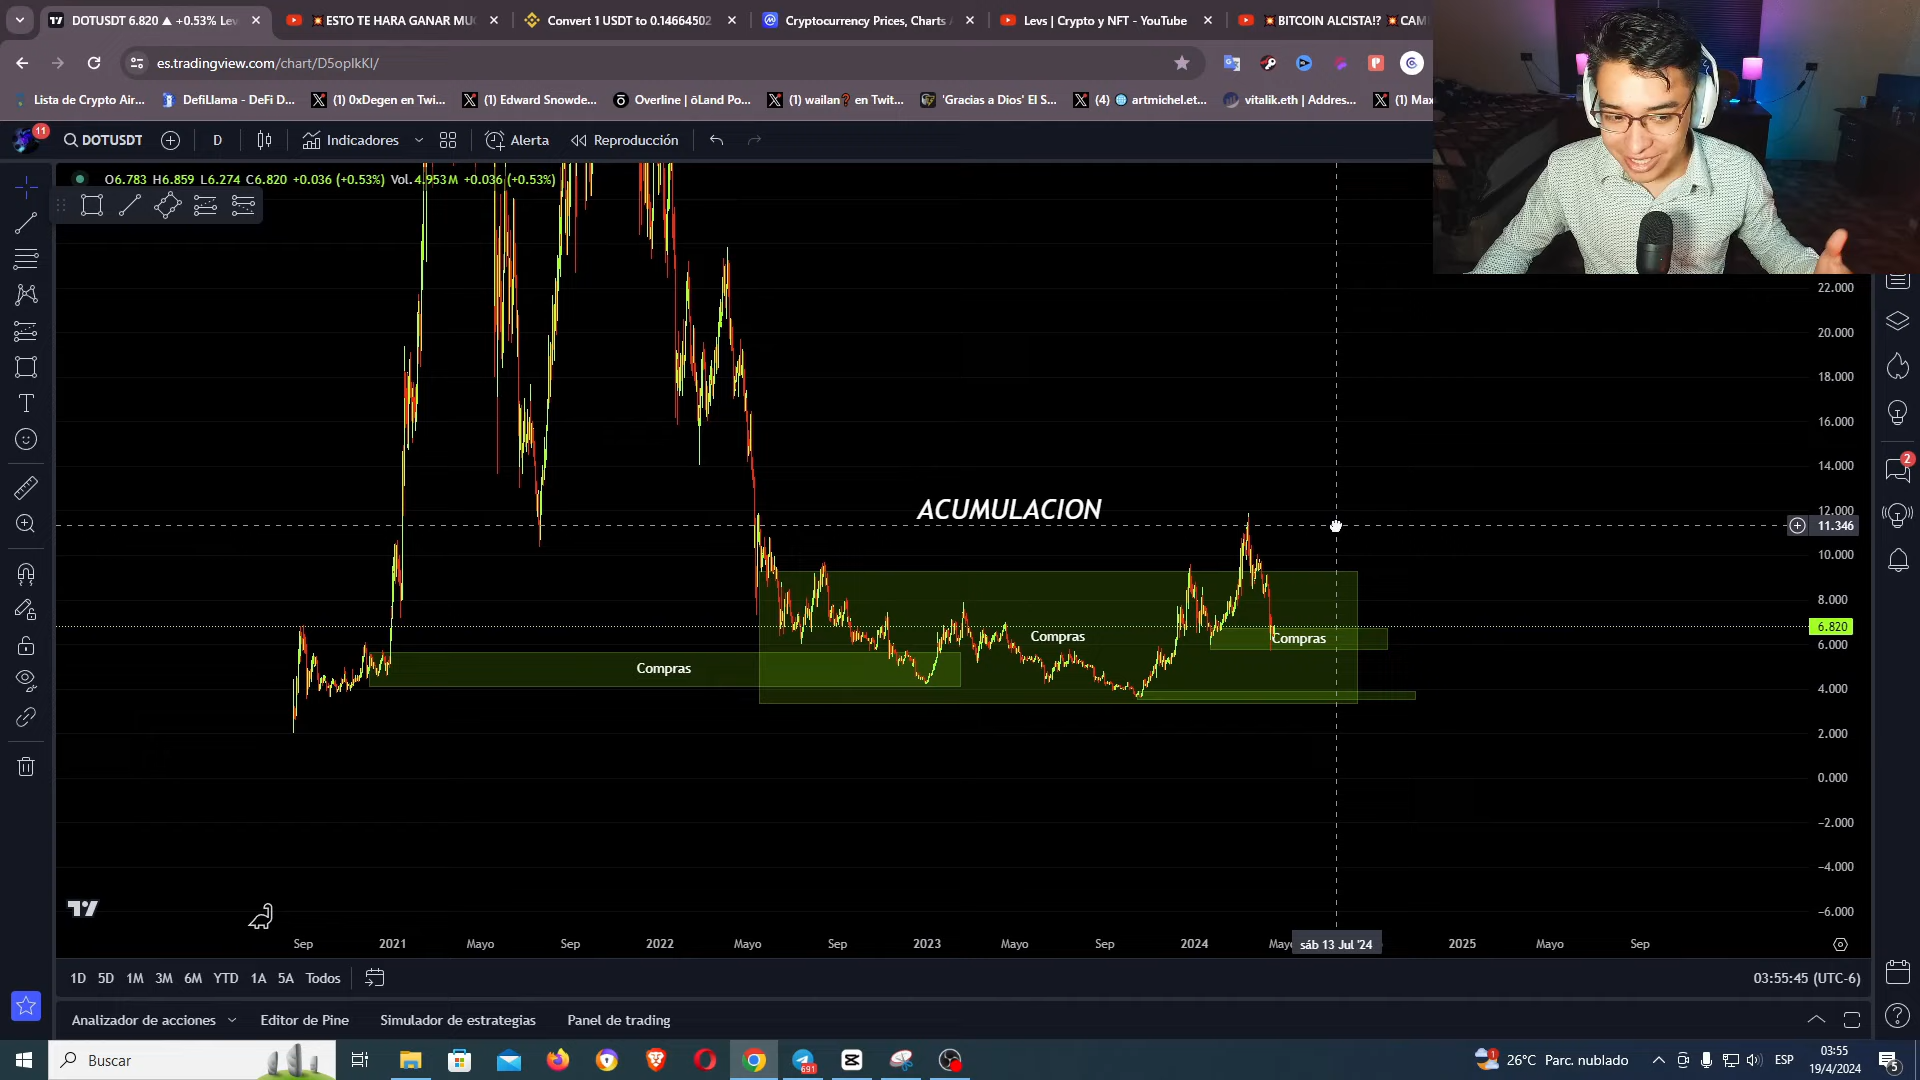 DOTUSDT 6.820 ▲ +0.53% Lev
💥ESTO TE HARA GANAR MU
Convert 1 USDT to 0.14664502
Cryptocurrency Prices, Charts
Levs | Crypto y NFT - YouTube
💥BITCOIN ALCISTA!? 💥CAM
es.tradingview.com/chart/D5opIkKI/
Lista de Crypto Air...
DefiLlama - DeFi D...
(1) 0xDegen en Twi...
(1) Edward Snowde...
Overline | ōLand Po...
(1) wailan❓ en Twit...
'Gracias a Dios' El S...
(4) 🌐 artmichel.et...
vitalik.eth | Addres...
(1) Max
11
DOTUSDT
D
Indicadores
Alerta
Reproducción
O6.783 H6.859 L6.274 C6.820 +0.036 (+0.53%) Vol.4.953M +0.036 (+0.53%)
22.000
20.000
18.000
16.000
14.000
12.000
11.346
10.000
8.000
6.820
6.000
4.000
2.000
0.000
−2.000
−4.000
−6.000
ACUMULACION
Compras
Compras
Compras
2
Sep
2021
Mayo
Sep
2022
Mayo
Sep
2023
Mayo
Sep
2024
sáb 13 Jul '24
2025
Mayo
Sep
1D 5D 1M 3M 6M YTD 1A 5A Todos
03:55:45 (UTC-6)
Analizador de acciones
Editor de Pine
Simulador de estrategias
Panel de trading
Buscar
691
1
26°C Parc. nublado
ESP
03:55
19/4/2024
5